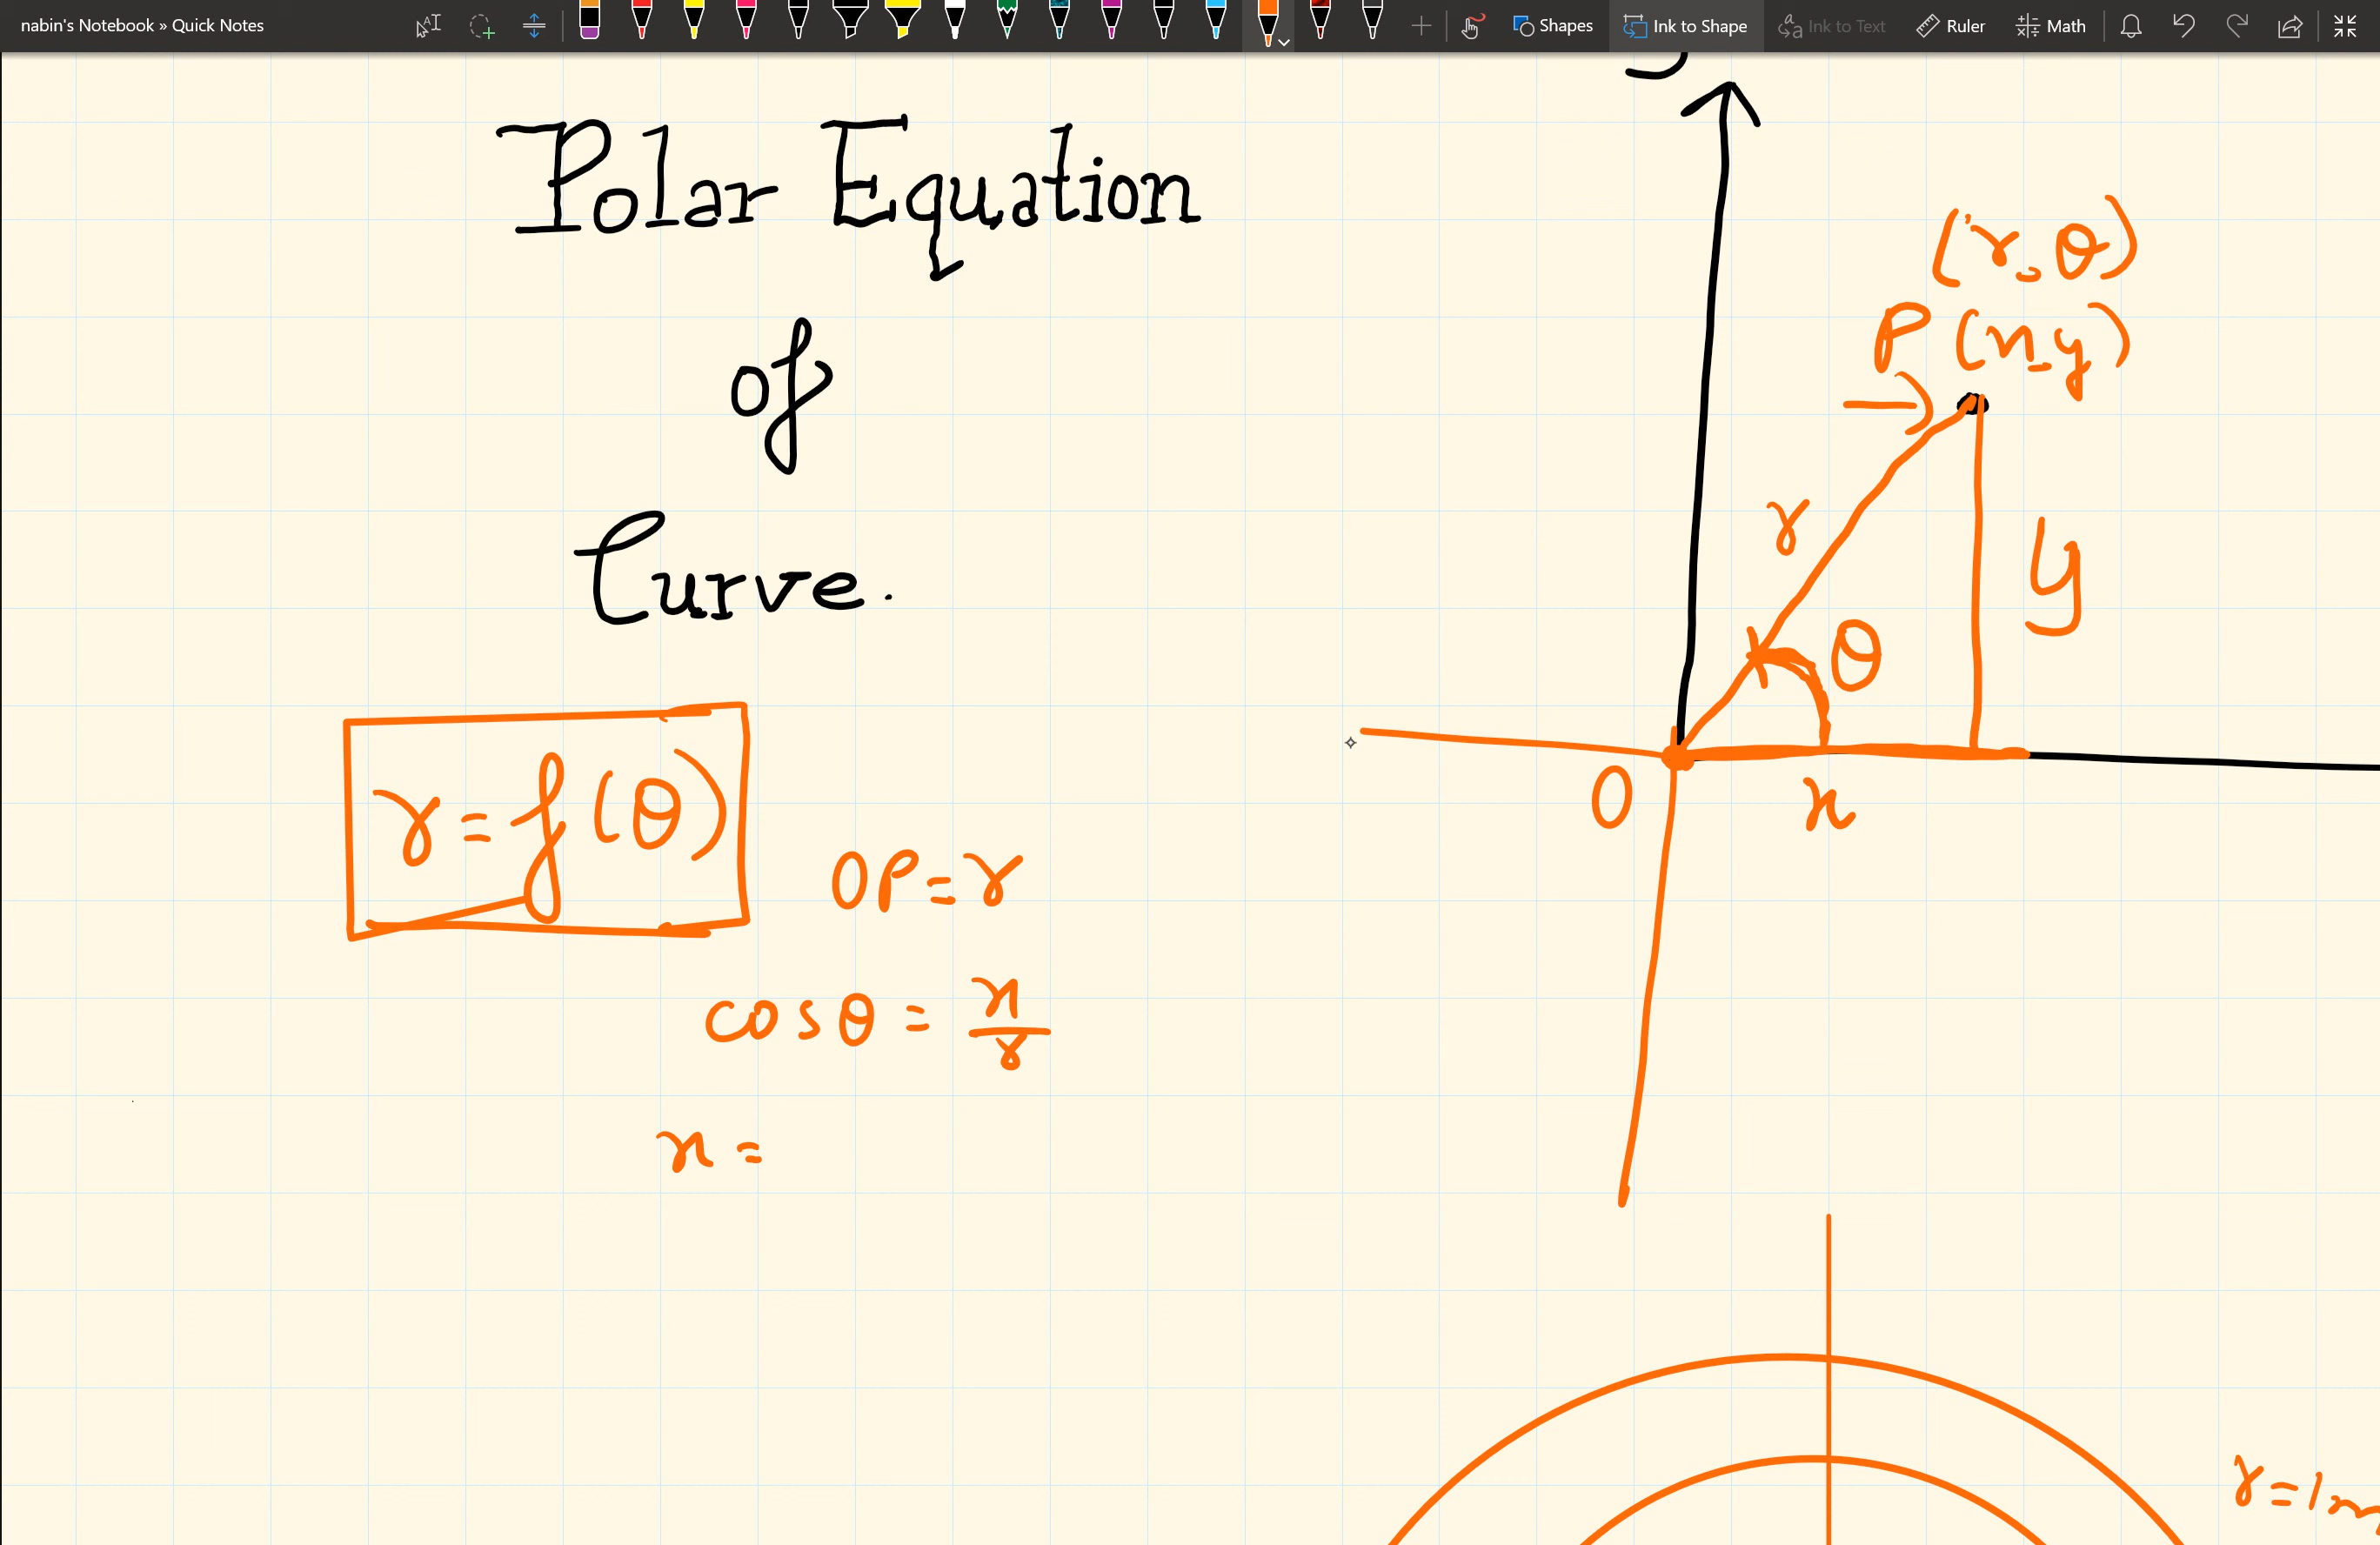 nabin's Notebook » Quick Notes
Shapes
Ink to Shape
Ink to Text
Ruler
Math
Polar Equation
of
Curve.
(r, θ)
P (x, y)
r
y
θ
O
x
r = f(θ)
OP = r
cos θ = x/r
x =
r = 1